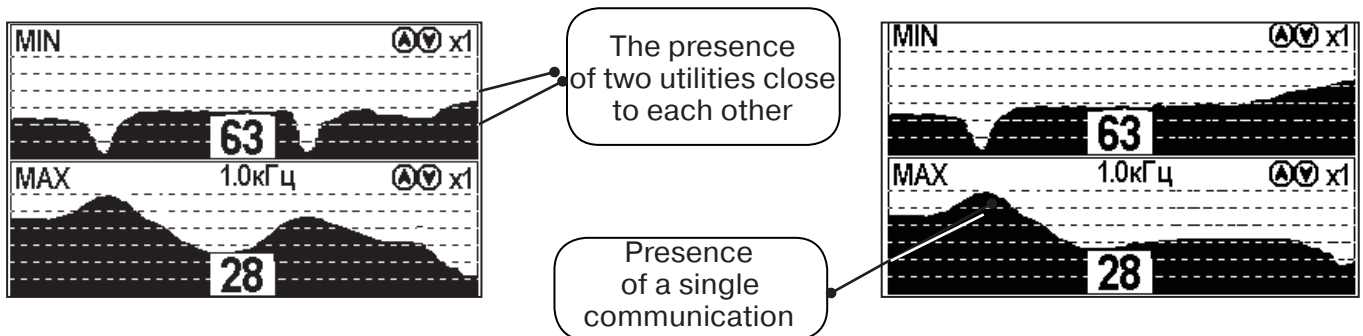 MIN x1
63
MAX 1.0кГц x1
28
The presence
of two utilities close
to each other
Presence
of a single
communication
MIN x1
63
MAX 1.0кГц x1
28